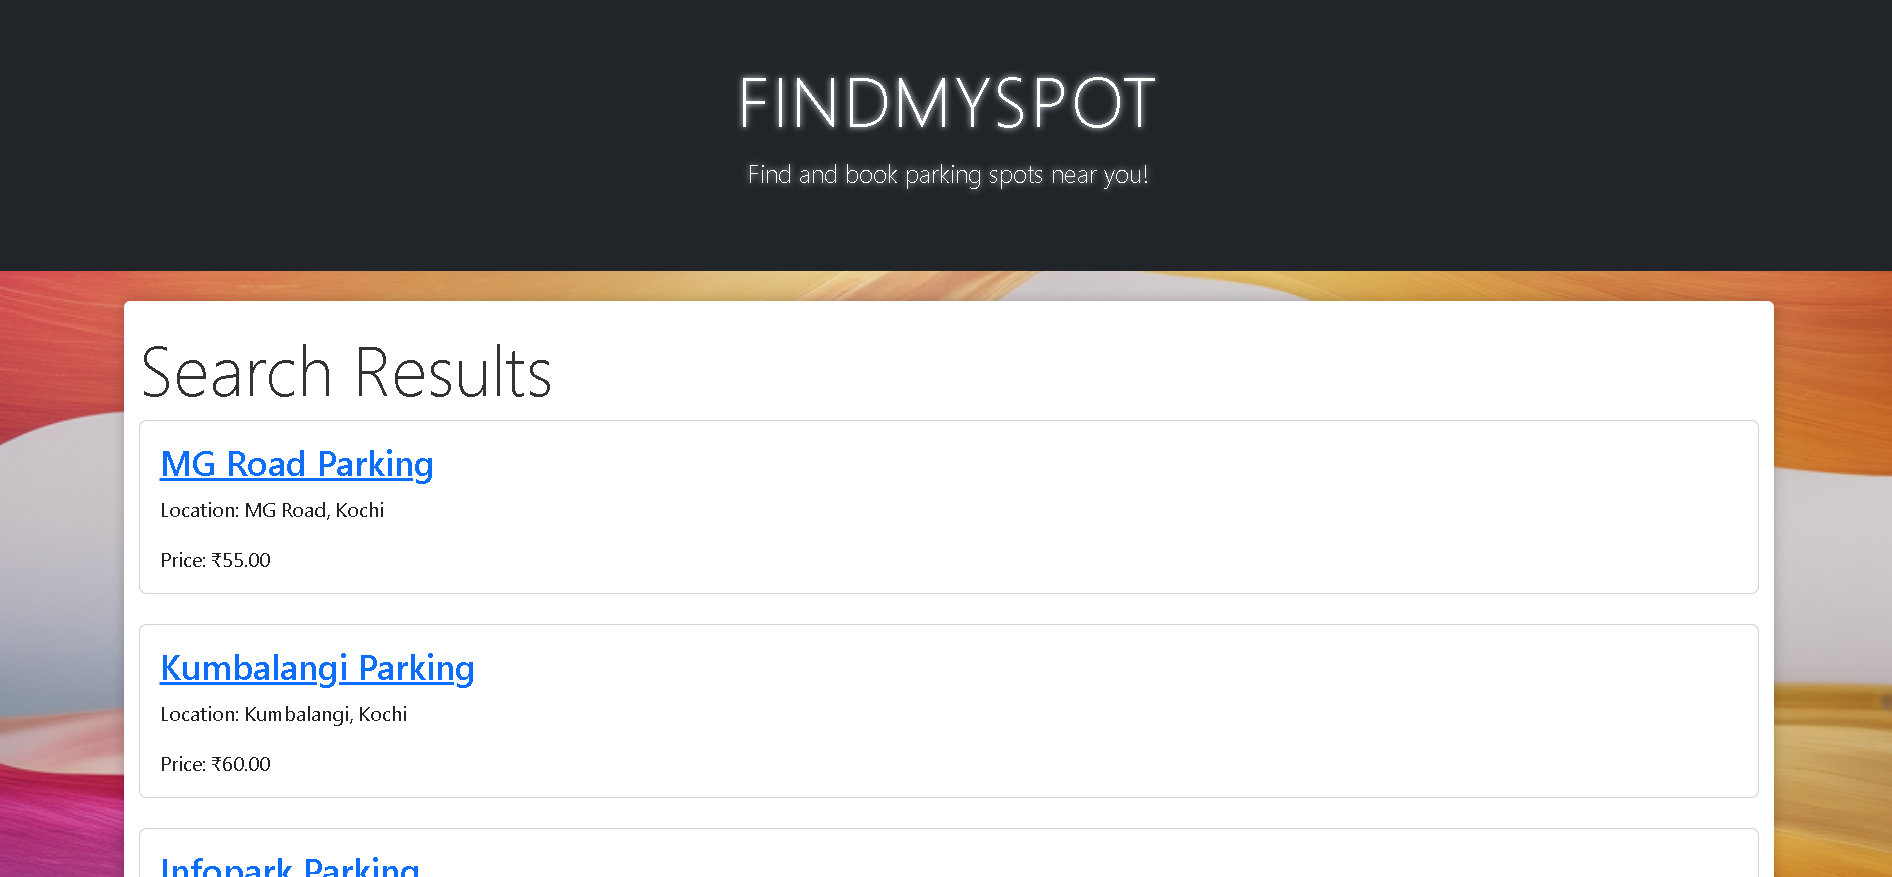 FINDMYSPOT
Find and book parking spots near you!
Search Results
MG Road Parking
Location: MG Road, Kochi
Price: ₹55.00
Kumbalangi Parking
Location: Kumbalangi, Kochi
Price: ₹60.00
Infopark Parking